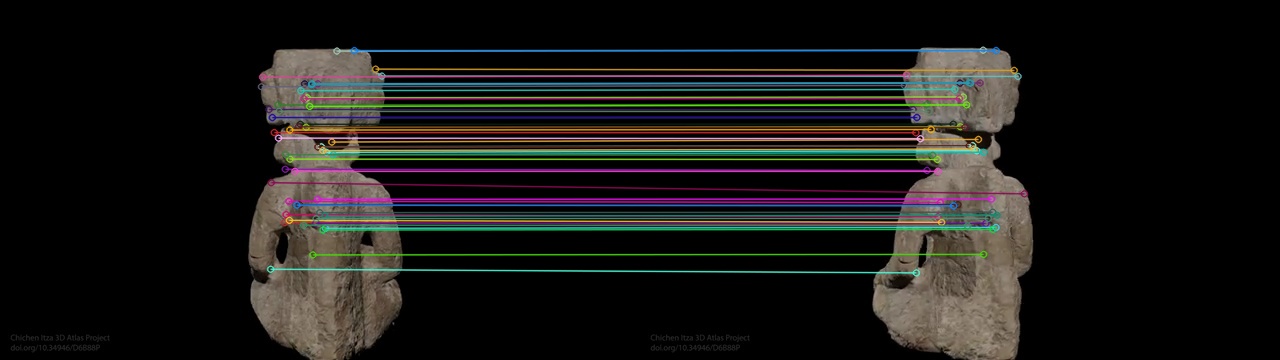 Chichen Itza 3D Atlas Project
doi.org/10.34946/D6B88P
Chichen Itza 3D Atlas Project
doi.org/10.34946/D6B88P